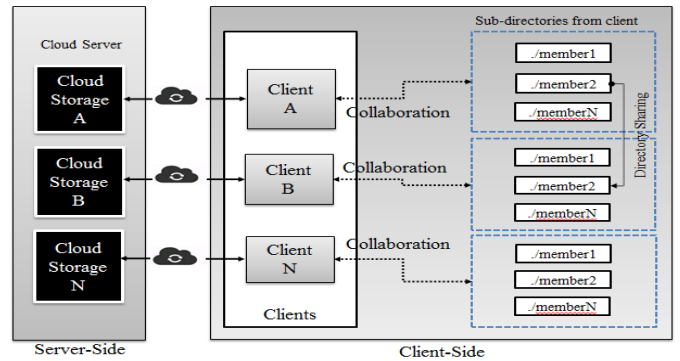 Cloud Server
Cloud
Storage
A
Cloud
Storage
B
Cloud
Storage
N
Server-Side
Client
A
Client
B
Client
N
Clients
Collaboration
Collaboration
Collaboration
Sub-directories from client
./member1
./member2
./memberN
./member1
./member2
./memberN
./member1
./member2
./memberN
Directory Sharing
Client-Side